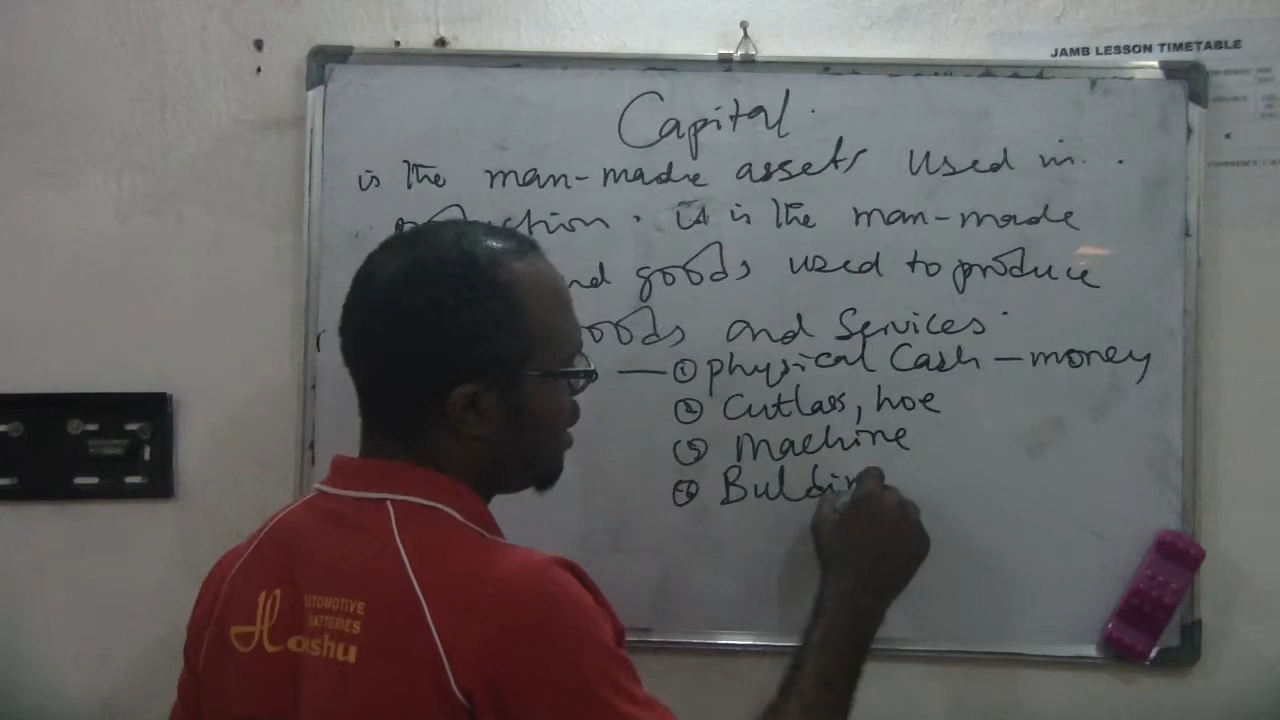 JAMB LESSON TIMETABLE
Capital.
is the man-made assets used in
production. it is the man-made
goods used to produce
goods and services.
— ① physical Cash — money
② Cutlass, hoe
③ Machine
④ Buldin
AUTOMOTIVE
BATTERIES